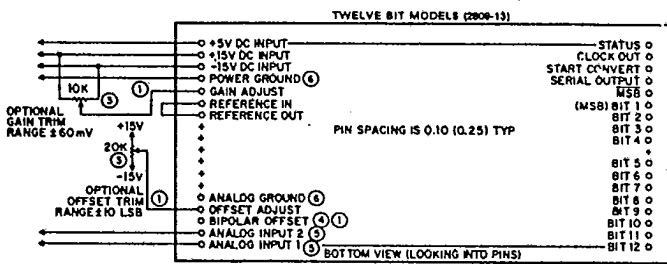 TWELVE BIT MODELS (2809-13)
+5V DC INPUT
+15V DC INPUT
-15V DC INPUT
POWER GROUND ⑥
GAIN ADJUST
REFERENCE IN
REFERENCE OUT
ANALOG GROUND ⑥
OFFSET ADJUST
BIPOLAR OFFSET ④ ①
ANALOG INPUT 2 ⑤
ANALOG INPUT 1 ⑤
10K
③
①
OPTIONAL
GAIN TRIM
RANGE ±60mV
+15V
20K
③
-15V
OPTIONAL
OFFSET TRIM
RANGE ±10 LSB
①
PIN SPACING IS 0.10 (0.25) TYP
BOTTOM VIEW (LOOKING INTO PINS)
STATUS
CLOCK OUT
START CONVERT
SERIAL OUTPUT
MSB
(MSB) BIT 1
BIT 2
BIT 3
BIT 4
BIT 5
BIT 6
BIT 7
BIT 8
BIT 9
BIT 10
BIT 11
BIT 12